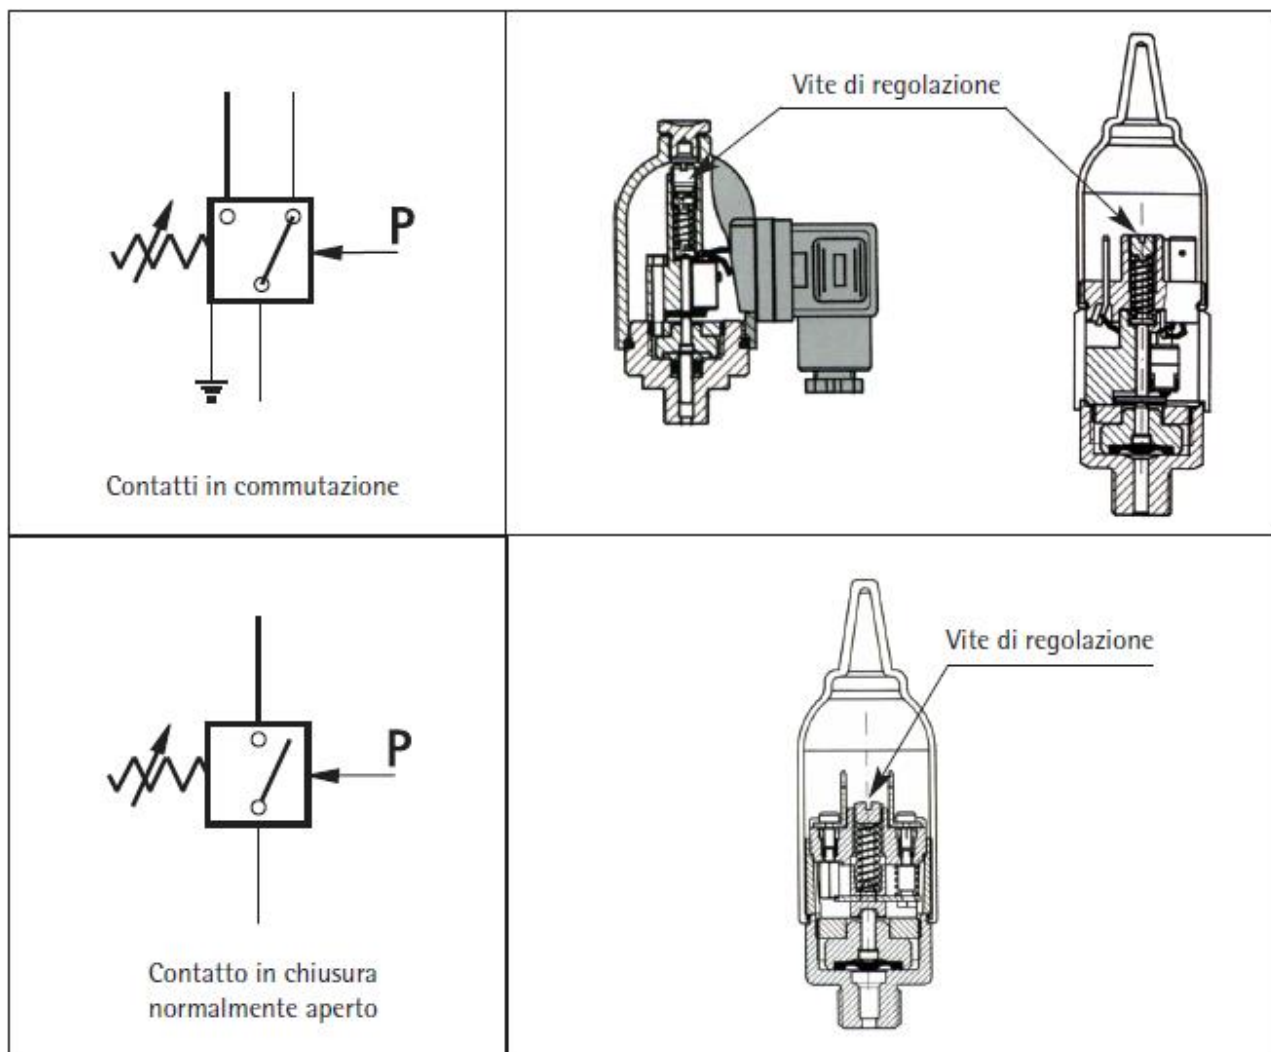 Vite di regolazione
P
Contatti in commutazione
Vite di regolazione
P
Contatto in chiusura
normalmente aperto